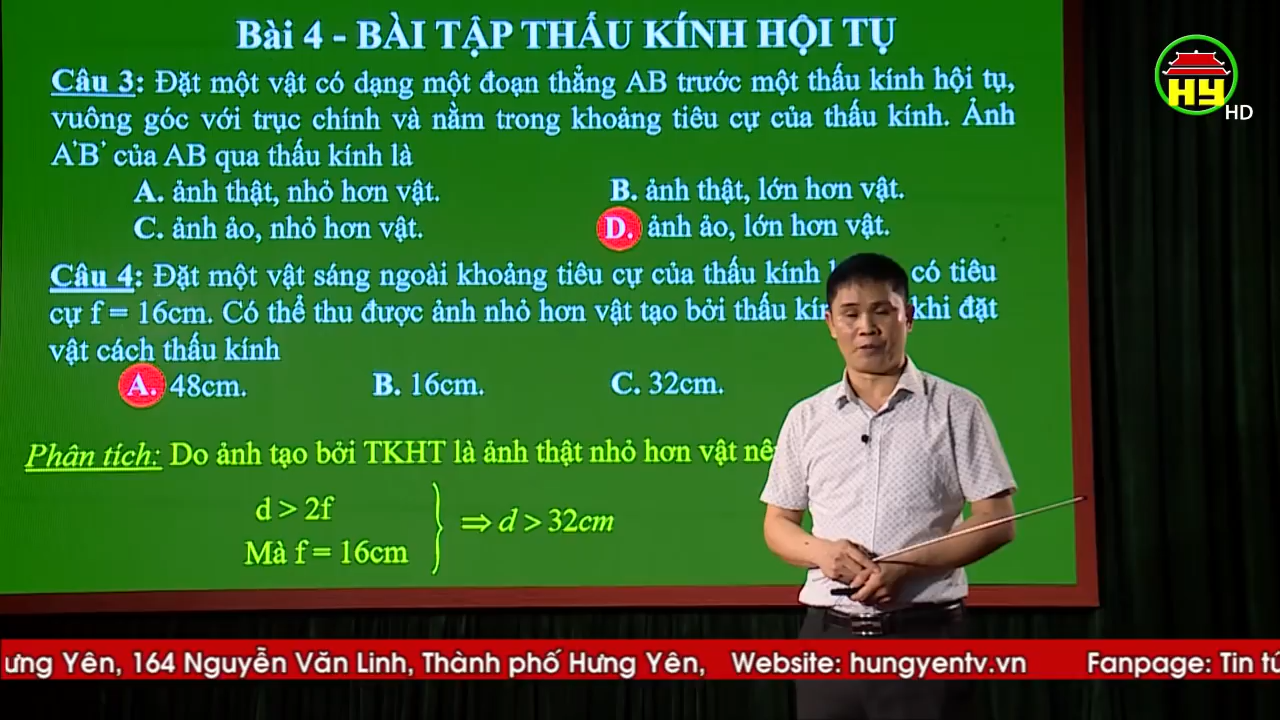 Bài 4 - BÀI TẬP THẤU KÍNH HỘI TỤ
Câu 3: Đặt một vật có dạng một đoạn thẳng AB trước một thấu kính hội tụ,
vuông góc với trục chính và nằm trong khoảng tiêu cự của thấu kính. Ảnh
A'B' của AB qua thấu kính là
A. ảnh thật, nhỏ hơn vật. B. ảnh thật, lớn hơn vật.
C. ảnh ảo, nhỏ hơn vật. D. ảnh ảo, lớn hơn vật.
Câu 4: Đặt một vật sáng ngoài khoảng tiêu cự của thấu kính có tiêu
cự f = 16cm. Có thể thu được ảnh nhỏ hơn vật tạo bởi thấu khi đặt
vật cách thấu kính
A. 48cm. B. 16cm. C. 32cm.
Phân tích: Do ảnh tạo bởi TKHT là ảnh thật nhỏ hơn vật
d > 2f
Mà f = 16cm
⇒ d > 32cm
HY
HD
ưng Yên, 164 Nguyễn Văn Linh, Thành phố Hưng Yên, Website: hungyentv.vn Fanpage: Tin